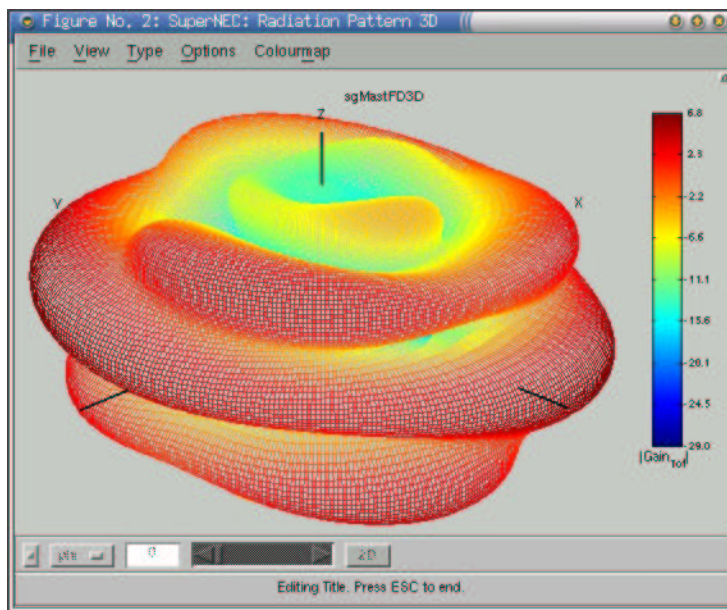 Figure No. 2: SuperNEC: Radiation Pattern 3D
File View Type Options Colourmap
sgMastFD3D
Z
Y
X
6.8
2.3
-2.2
-6.6
-11.1
-15.6
-20.1
-24.5
-29.0
|Gain_Tot|
0
2D
Editing Title. Press ESC to end.